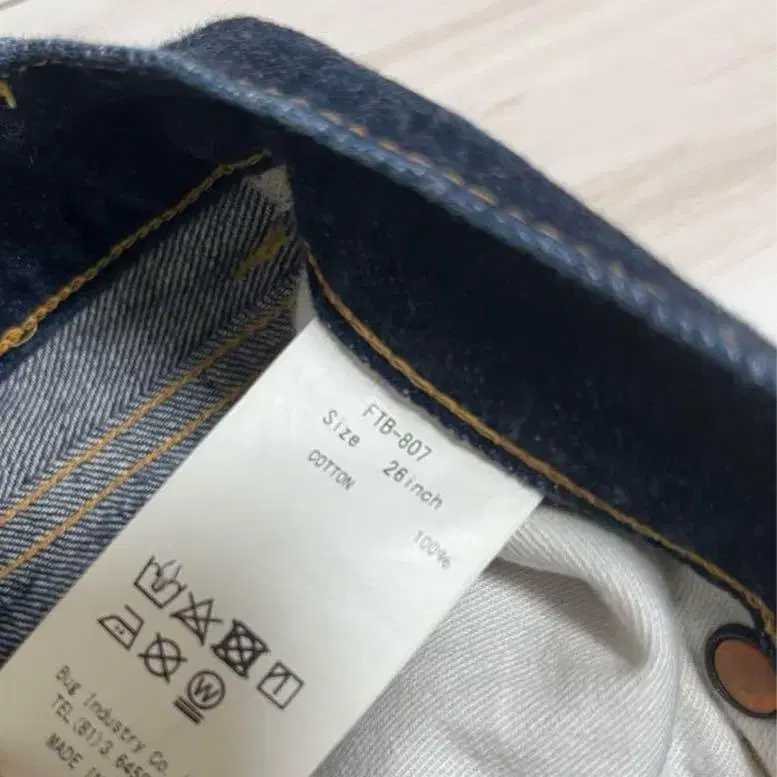 FTB-807
Size 26inch
COTTON 100%
W
Bug Industry Co.
TEL(81)3 645
MADE